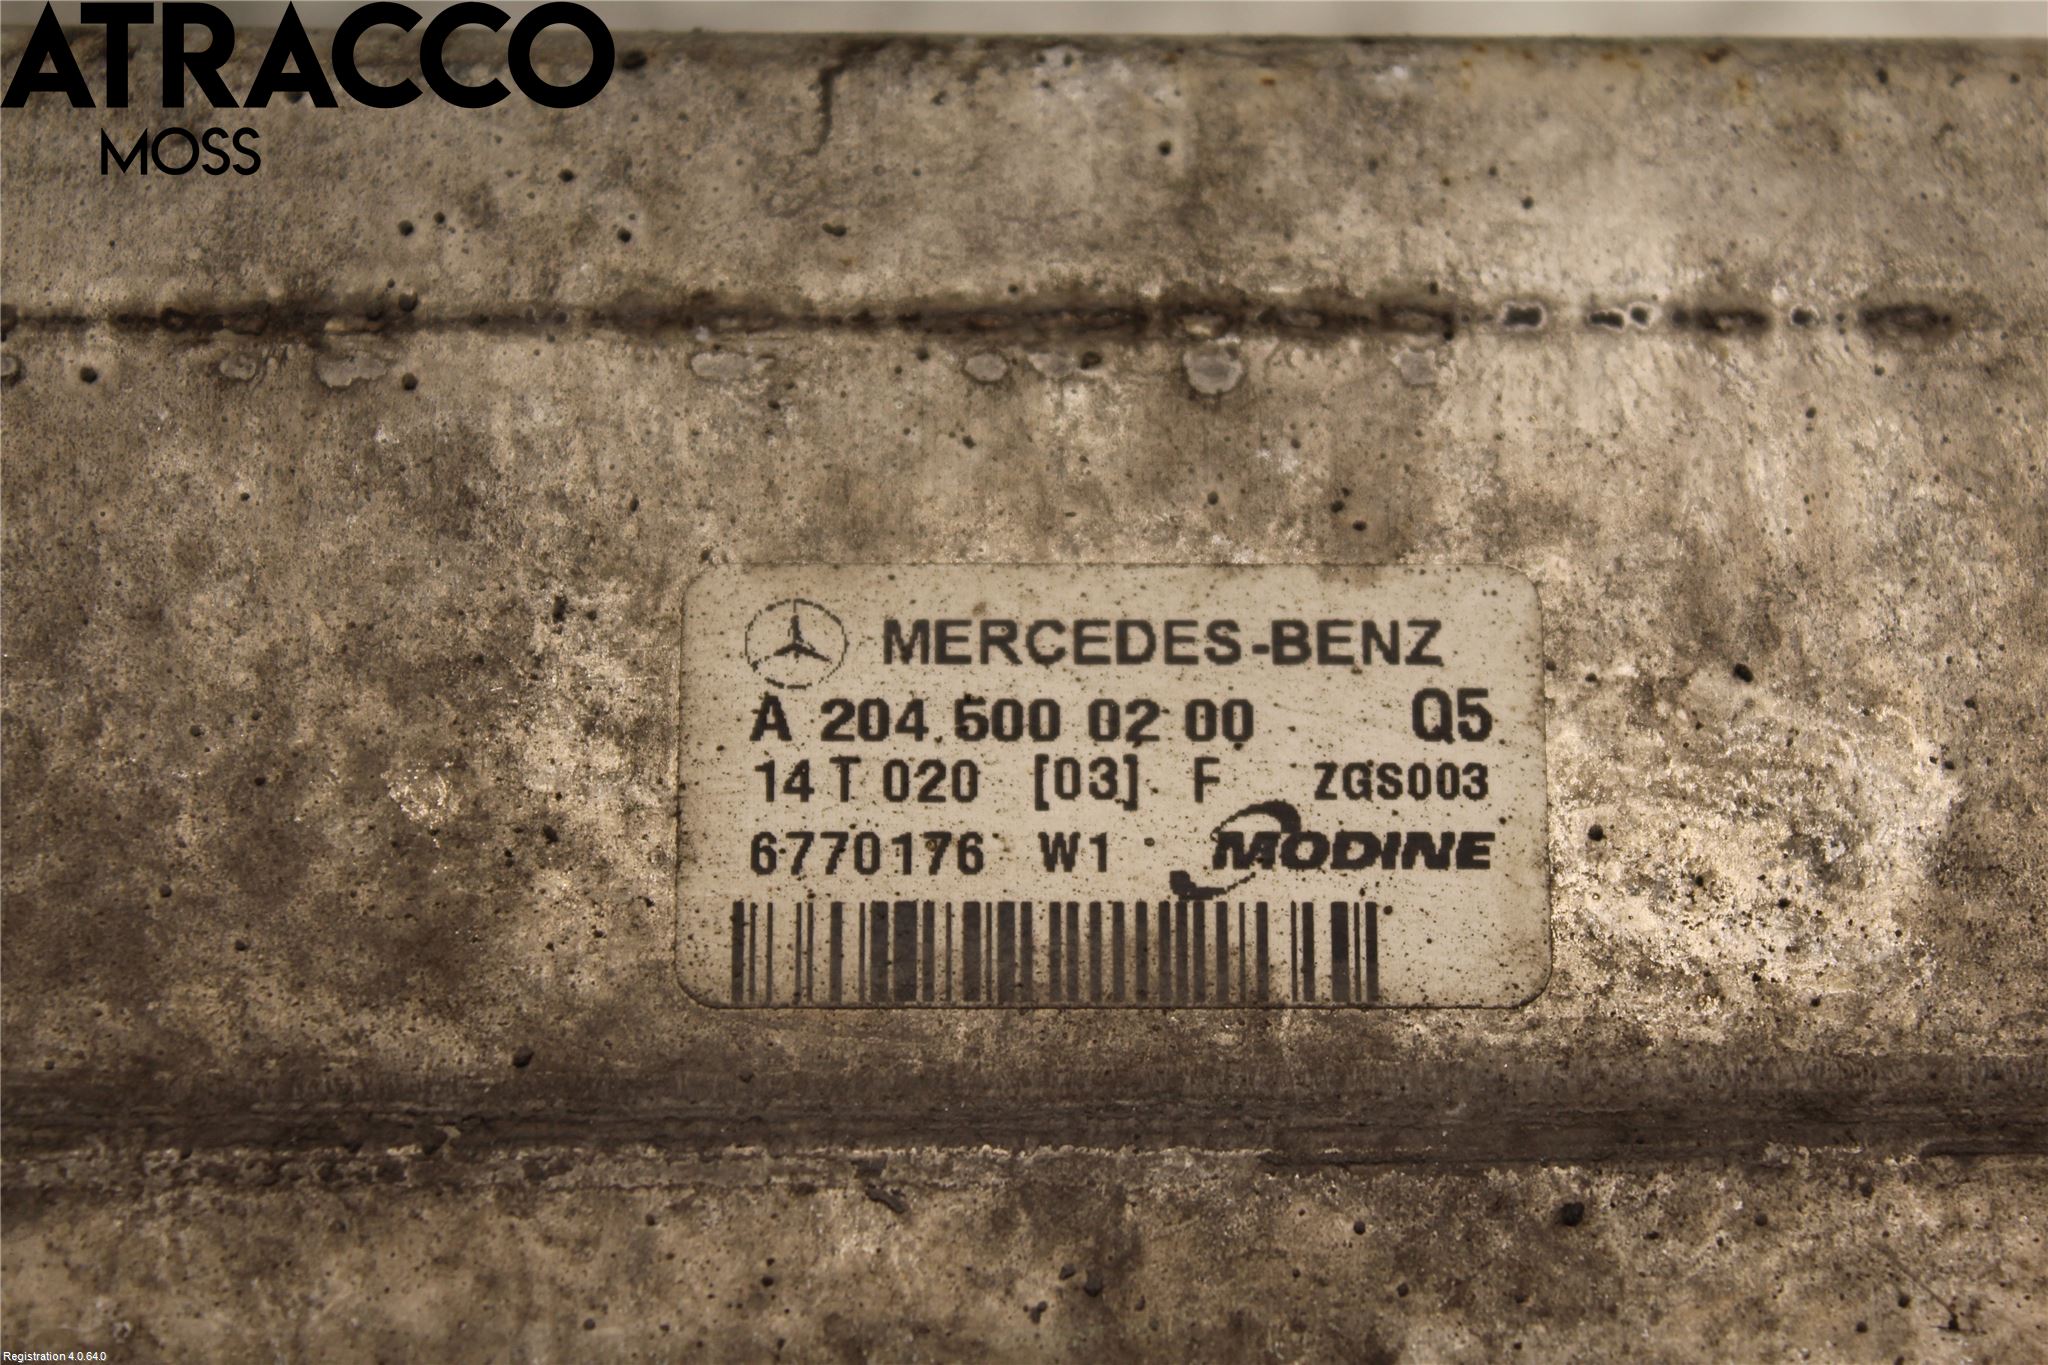 ATRACCO
MOSS
MERCEDES-BENZ
A 204 500 02 00 Q5
14 T 020 [03] F ZGS003
6770176 W1 MODINE
Registration 4.0.64.0